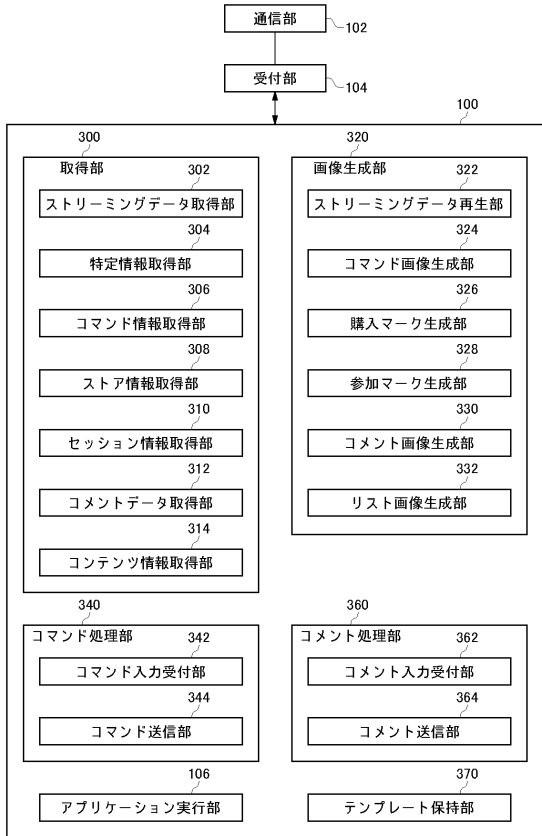 通信部
102
受付部
104
100
300
取得部
302
ストリーミングデータ取得部
304
特定情報取得部
306
コマンド情報取得部
308
ストア情報取得部
310
セッション情報取得部
312
コメントデータ取得部
314
コンテンツ情報取得部
320
画像生成部
322
ストリーミングデータ再生部
324
コマンド画像生成部
326
購入マーク生成部
328
参加マーク生成部
330
コメント画像生成部
332
リスト画像生成部
340
コマンド処理部
342
コマンド入力受付部
344
コマンド送信部
360
コメント処理部
362
コメント入力受付部
364
コメント送信部
106
アプリケーション実行部
370
テンプレート保持部